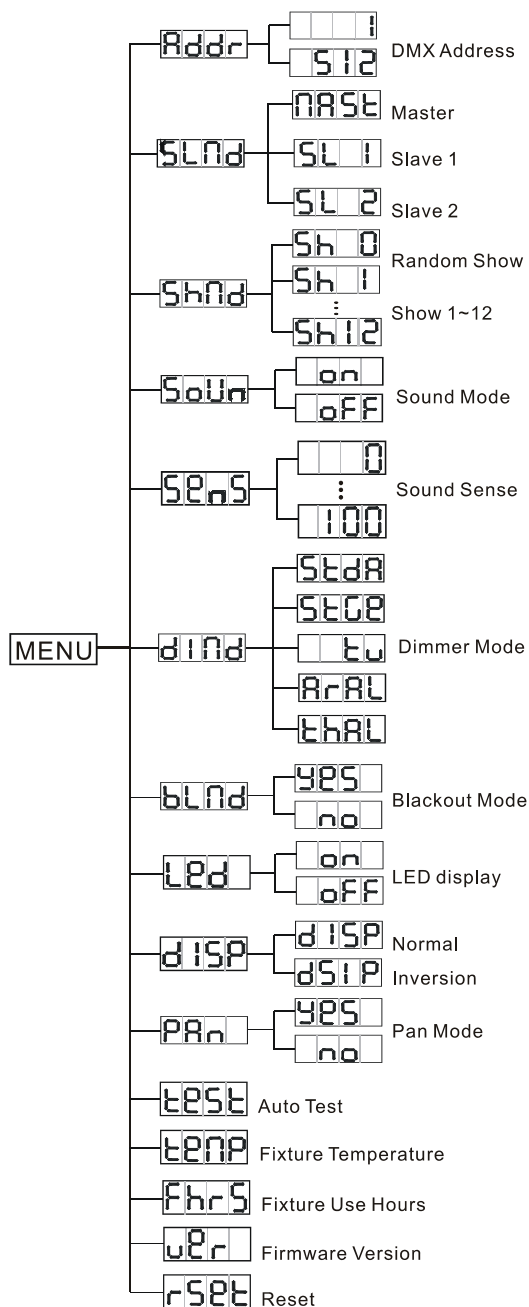 MENU
Addr
1
512
DMX Address
SLMd
MASt
Master
SL 1
Slave 1
SL 2
Slave 2
ShMd
Sh 0
Random Show
Sh 1
Show 1~12
Sh12
SoUn
on
oFF
Sound Mode
SenS
0
100
Sound Sense
dIMd
StdA
StGe
tv
ArAL
thAL
Dimmer Mode
bLMd
yeS
no
Blackout Mode
Led
on
oFF
LED display
dISP
dISP
Normal
dSIP
Inversion
PAn
yeS
no
Pan Mode
teSt
Auto Test
teMP
Fixture Temperature
FhrS
Fixture Use Hours
ver
Firmware Version
rSet
Reset